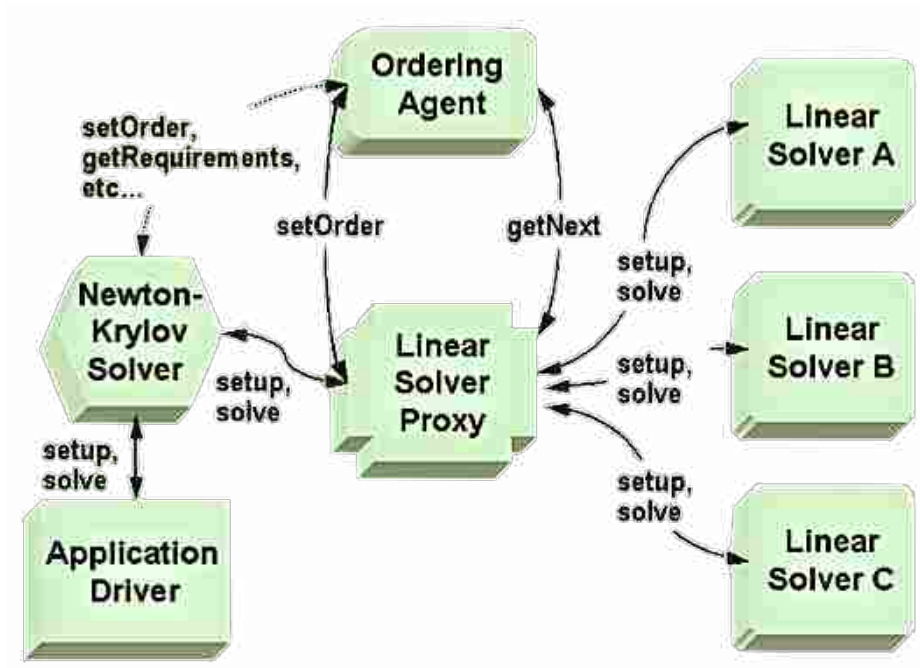 Ordering
Agent
setOrder,
getRequirements,
etc...
setOrder
getNext
Linear
Solver A
setup,
solve
Newton-
Krylov
Solver
setup,
solve
Linear
Solver
Proxy
setup,
solve
Linear
Solver B
setup,
solve
Application
Driver
setup,
solve
Linear
Solver C